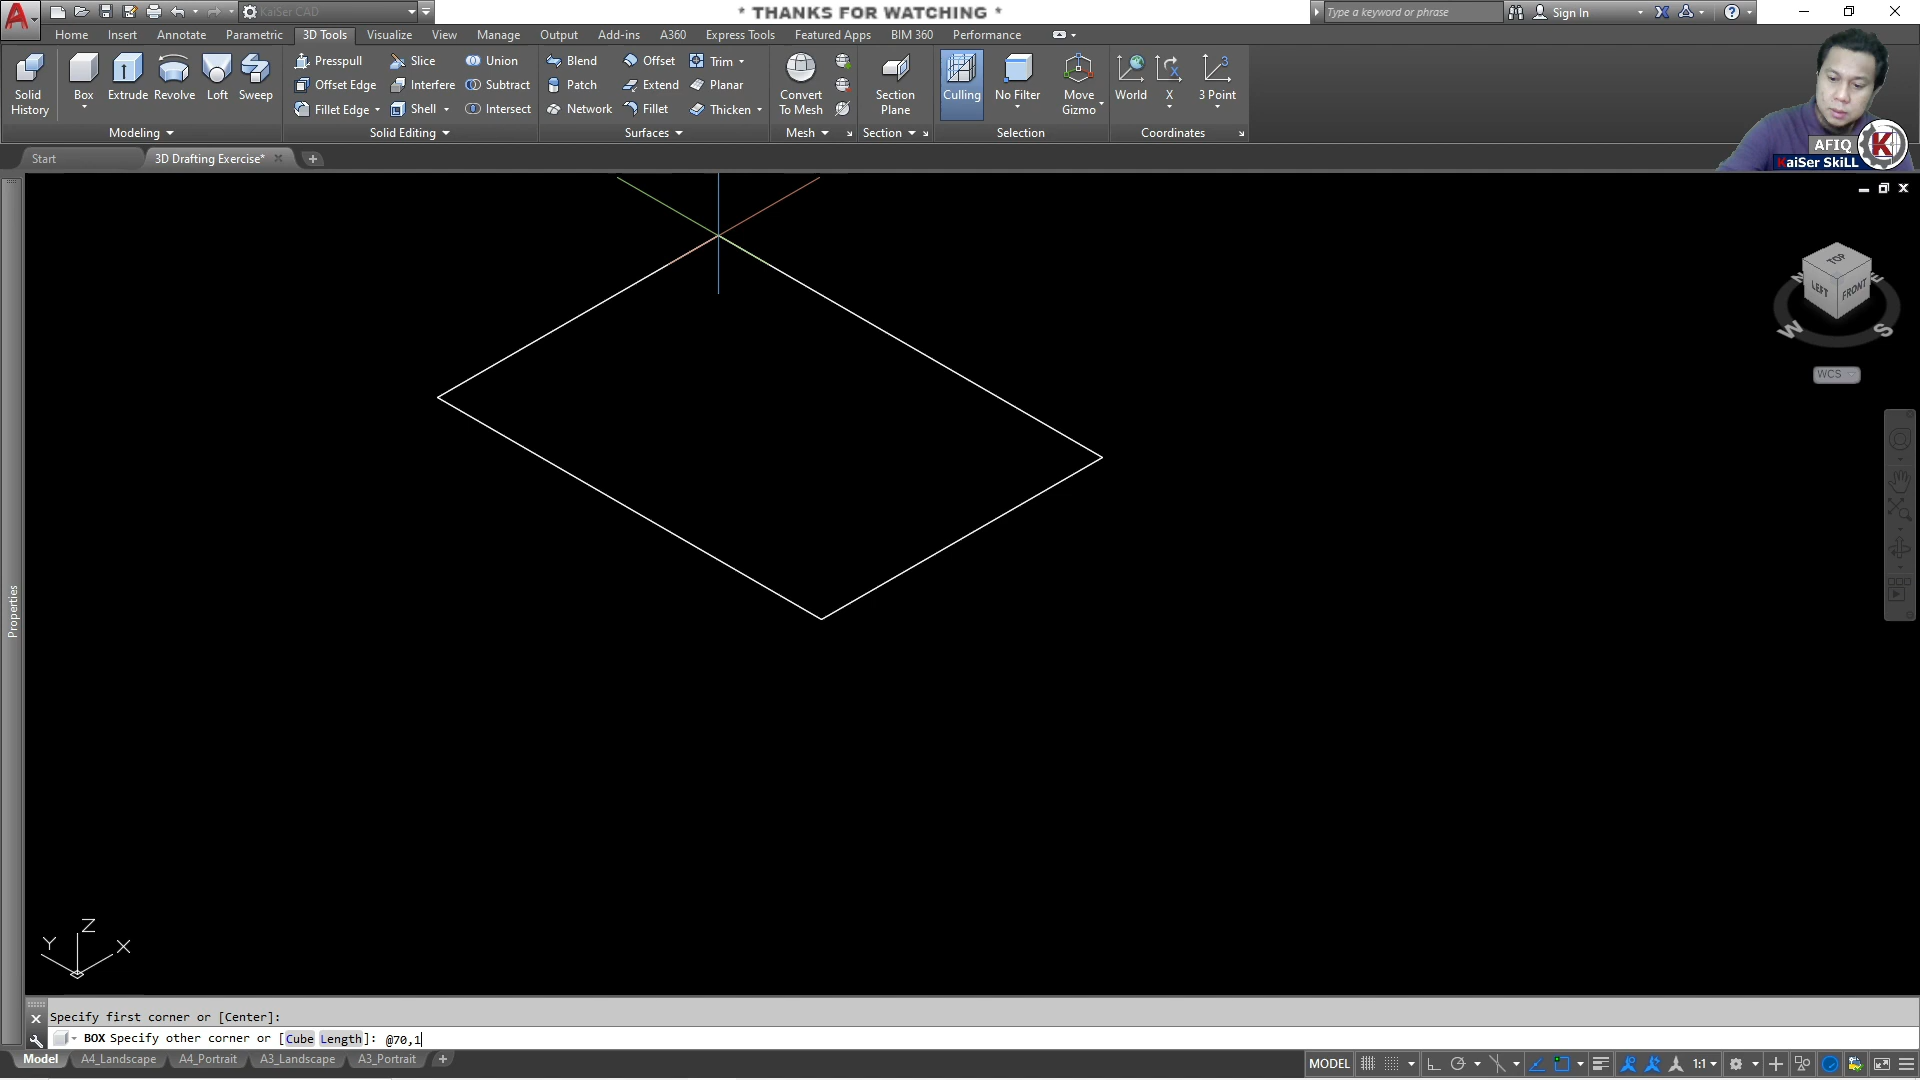 KaiSer CAD
* THANKS FOR WATCHING *
Type a keyword or phrase
Sign In
Home Insert Annotate Parametric 3D Tools Visualize View Manage Output Add-ins A360 Express Tools Featured Apps BIM 360 Performance
Solid History
Box
Extrude
Revolve
Loft
Sweep
Modeling
Presspull
Offset Edge
Fillet Edge
Slice
Interfere
Shell
Union
Subtract
Intersect
Solid Editing
Blend
Patch
Network
Offset
Extend
Fillet
Trim
Planar
Thicken
Surfaces
Convert To Mesh
Mesh
Section Plane
Section
Culling
No Filter
Move Gizmo
Selection
World
X
3 Point
Coordinates
AFIQ
KaiSer SkiLL
Start
3D Drafting Exercise*
TOP
LEFT
FRONT
N
E
W
S
WCS
Properties
Z
Y
X
Specify first corner or [Center]:
BOX Specify other corner or [Cube Length]: @70,1
Model A4_Landscape A4_Portrait A3_Landscape A3_Portrait
MODEL
1:1